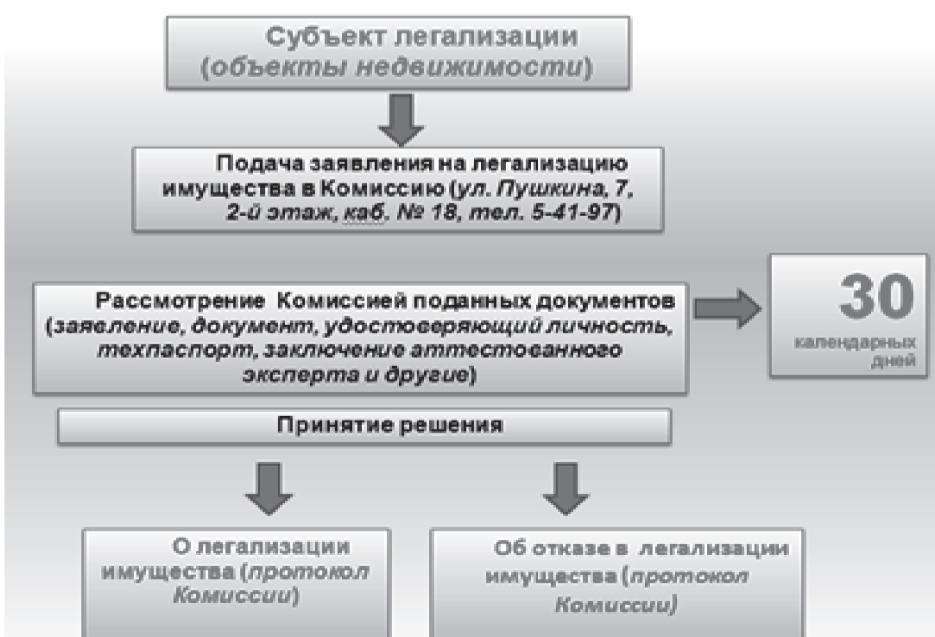 Субъект легализации
(объекты недвижимости)
Подача заявления на легализацию
имущества в Комиссию (ул. Пушкина, 7,
2-й этаж, каб. № 18, тел. 5-41-97)
Рассмотрение Комиссией поданных документов
(заявление, документ, удостоверяющий личность,
техпаспорт, заключение аттестованного
эксперта и другие)
30
календарных
дней
Принятие решения
О легализации
имущества (протокол
Комиссии)
Об отказе в легализации
имущества (протокол
Комиссии)